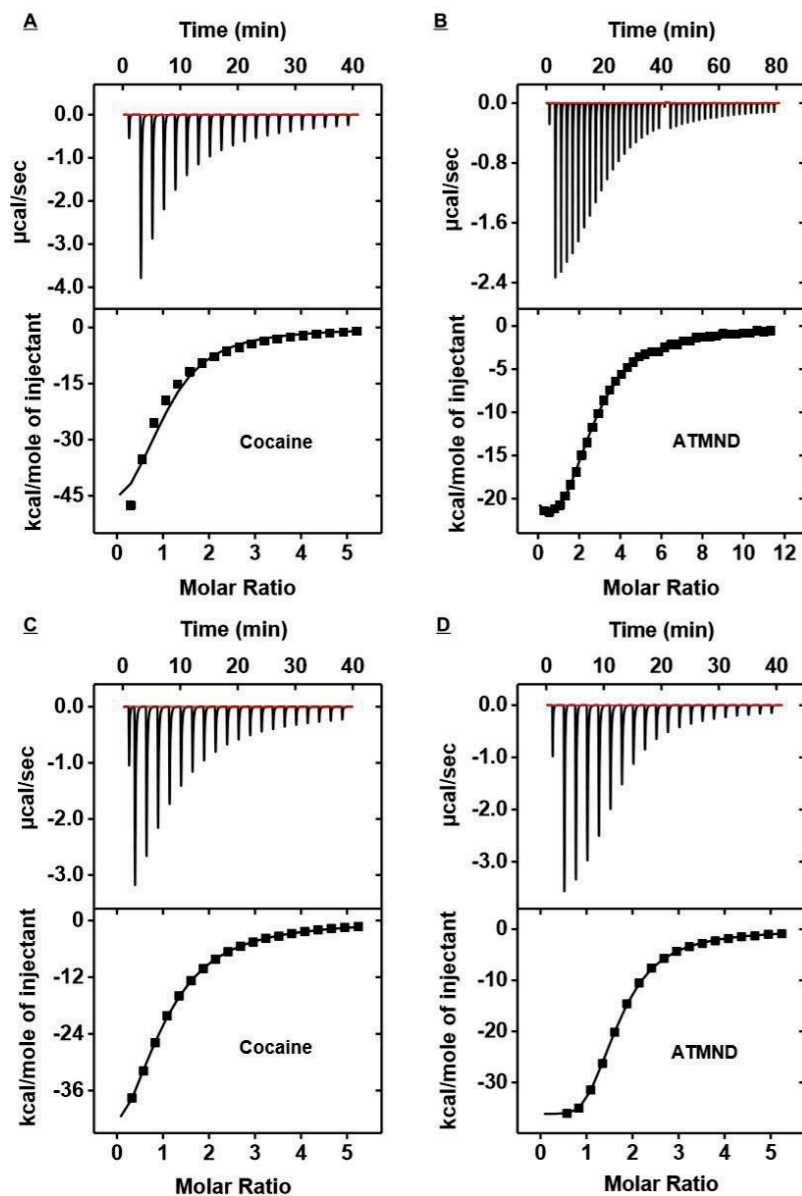 A
Time (min)
0 10 20 30 40
0.0
-1.0
-2.0
-3.0
-4.0
µcal/sec
0
-15
-30
-45
kcal/mole of injectant
Cocaine
0 1 2 3 4 5
Molar Ratio
B
Time (min)
0 20 40 60 80
0.0
-0.8
-1.6
-2.4
µcal/sec
0
-5
-10
-15
-20
kcal/mole of injectant
ATMND
0 2 4 6 8 10 12
Molar Ratio
C
Time (min)
0 10 20 30 40
0.0
-1.0
-2.0
-3.0
µcal/sec
0
-12
-24
-36
kcal/mole of injectant
Cocaine
0 1 2 3 4 5
Molar Ratio
D
Time (min)
0 10 20 30 40
0.0
-1.0
-2.0
-3.0
µcal/sec
0
-10
-20
-30
kcal/mole of injectant
ATMND
0 1 2 3 4 5
Molar Ratio